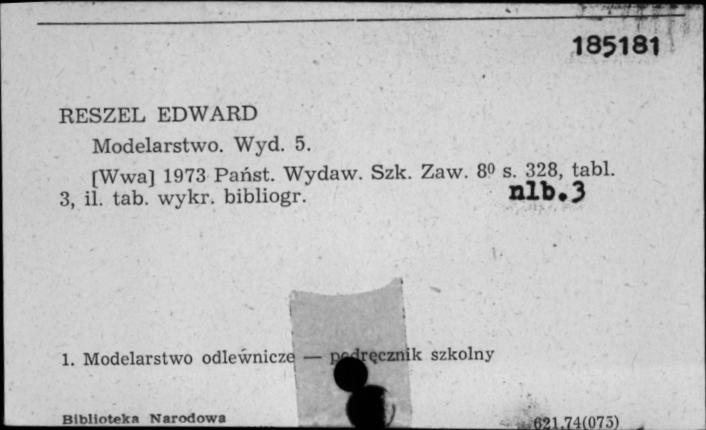 185181
RESZEL EDWARD
Modelarstwo. Wyd. 5.
[Wwa] 1973 Państ. Wydaw. Szk. Zaw. 8⁰ s. 328, tabl.
3, il. tab. wykr. bibliogr. nlb.3
1. Modelarstwo odlewnicze — podręcznik szkolny
Biblioteka Narodowa 621.74(075)